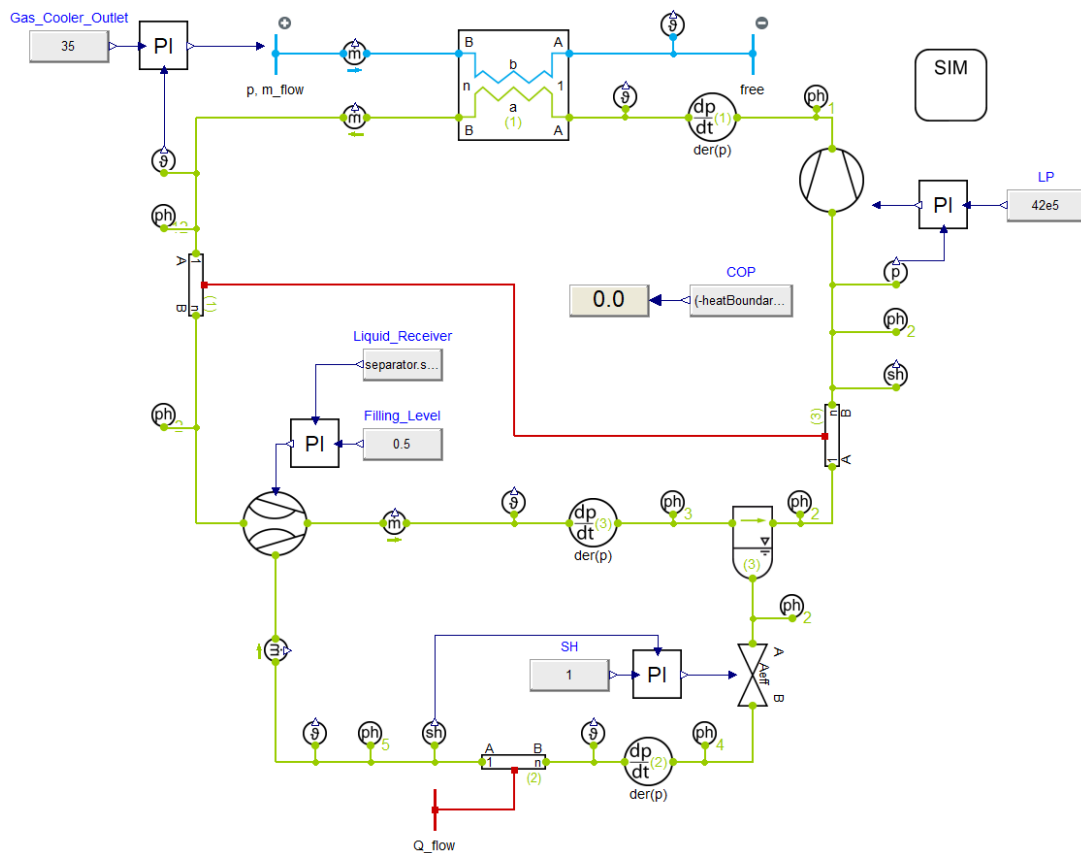 Gas_Cooler_Outlet
35
PI
p, m_flow
m
B
A
b
n
1
a
(1)
B
A
ϑ
free
SIM
m
ϑ
dp
dt
(1)
der(p)
ph
1
ϑ
ph
A
1
n
B
(1)
LP
PI
42e5
p
COP
0.0
(-heatBoundar...
ph
2
sh
Liquid_Receiver
separator.s...
Filling_Level
PI
0.5
ph
(3)
n
B
1
A
m
ϑ
dp
dt
(3)
der(p)
ph
3
ph
2
(3)
ph
2
m
SH
1
PI
A
Aeff
B
ϑ
ph
5
sh
A
B
1
n
(2)
ϑ
dp
dt
(2)
der(p)
ph
4
Q_flow